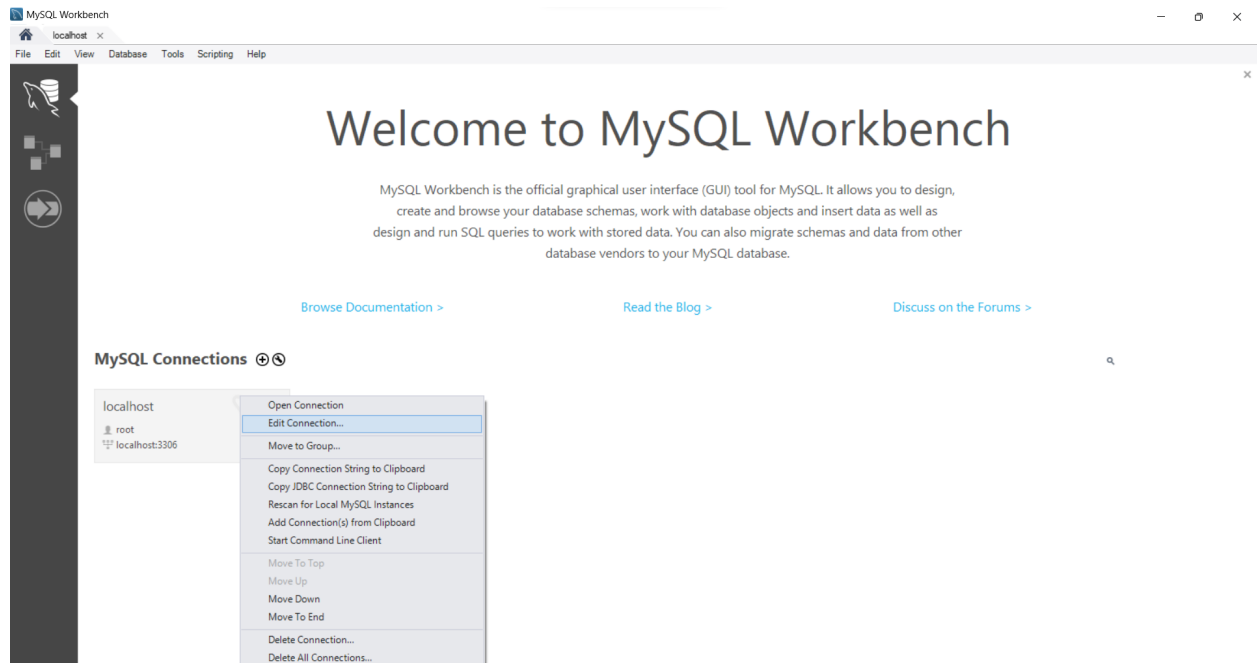 MySQL Workbench
localhost
File Edit View Database Tools Scripting Help
Welcome to MySQL Workbench
MySQL Workbench is the official graphical user interface (GUI) tool for MySQL. It allows you to design,
create and browse your database schemas, work with database objects and insert data as well as
design and run SQL queries to work with stored data. You can also migrate schemas and data from other
database vendors to your MySQL database.
Browse Documentation > Read the Blog > Discuss on the Forums >
MySQL Connections
localhost
root
localhost:3306
Open Connection
Edit Connection...
Move to Group...
Copy Connection String to Clipboard
Copy JDBC Connection String to Clipboard
Rescan for Local MySQL Instances
Add Connection(s) from Clipboard
Start Command Line Client
Move To Top
Move Up
Move Down
Move To End
Delete Connection...
Delete All Connections...